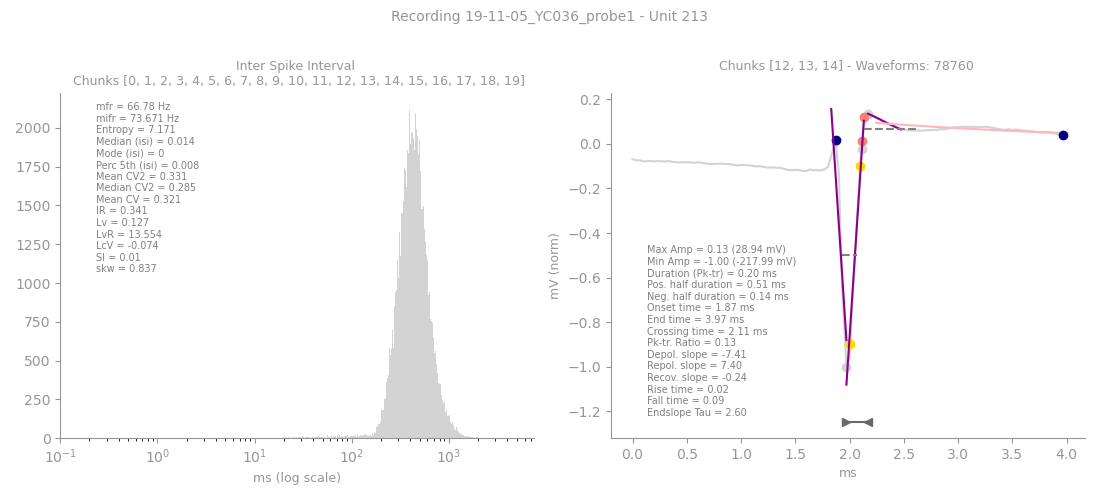 Recording 19-11-05_YC036_probe1 - Unit 213
Inter Spike Interval
Chunks [0, 1, 2, 3, 4, 5, 6, 7, 8, 9, 10, 11, 12, 13, 14, 15, 16, 17, 18, 19]
mfr = 66.78 Hz
mifr = 73.671 Hz
Entropy = 7.171
Median (isi) = 0.014
Mode (isi) = 0
Perc 5th (isi) = 0.008
Mean CV2 = 0.331
Median CV2 = 0.285
Mean CV = 0.321
IR = 0.341
Lv = 0.127
LvR = 13.554
LcV = -0.074
SI = 0.01
skw = 0.837
2000
1750
1500
1250
1000
750
500
250
0
10⁻¹ 10⁰ 10¹ 10² 10³
ms (log scale)
Chunks [12, 13, 14] - Waveforms: 78760
mV (norm)
0.2
0.0
−0.2
−0.4
−0.6
−0.8
−1.0
−1.2
Max Amp = 0.13 (28.94 mV)
Min Amp = -1.00 (-217.99 mV)
Duration (Pk-tr) = 0.20 ms
Pos. half duration = 0.51 ms
Neg. half duration = 0.14 ms
Onset time = 1.87 ms
End time = 3.97 ms
Crossing time = 2.11 ms
Pk-tr. Ratio = 0.13
Depol. slope = -7.41
Repol. slope = 7.40
Recov. slope = -0.24
Rise time = 0.02
Fall time = 0.09
Endslope Tau = 2.60
0.0 0.5 1.0 1.5 2.0 2.5 3.0 3.5 4.0
ms